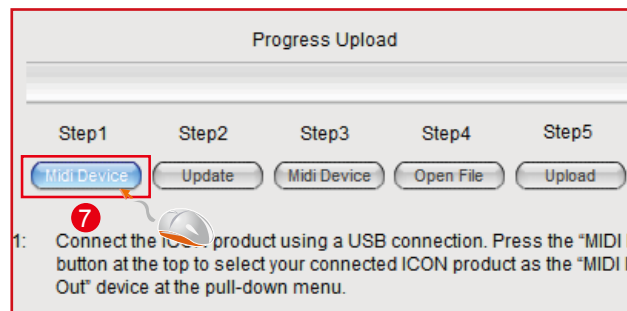 Progress Upload
Step1 Step2 Step3 Step4 Step5
Midi Device Update Midi Device Open File Upload
7
1: Connect the ICON product using a USB connection. Press the “MIDI
button at the top to select your connected ICON product as the “MIDI
Out” device at the pull-down menu.